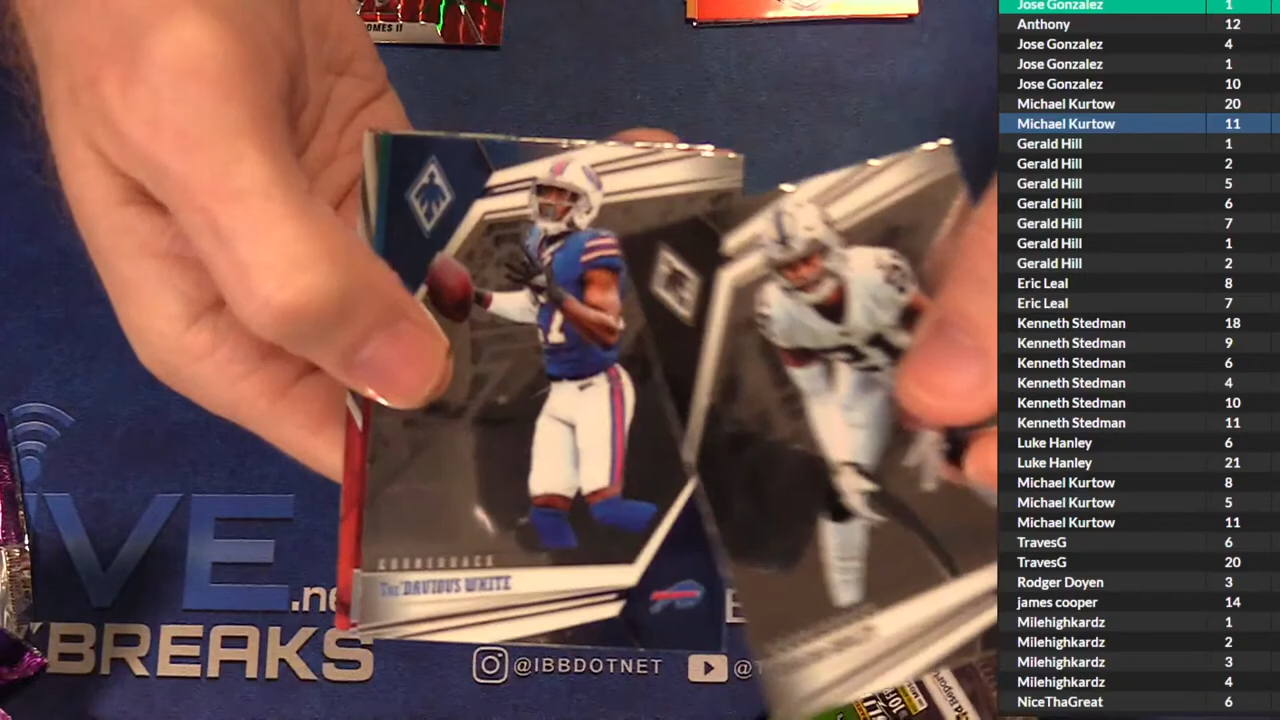 OMES II
CORNERBACK
Tre'Davious White
VE
.ne
BREAKS
@IBBDOTNET
@T
Jose Gonzalez 1
Anthony 12
Jose Gonzalez 4
Jose Gonzalez 1
Jose Gonzalez 10
Michael Kurtow 20
Michael Kurtow 11
Gerald Hill 1
Gerald Hill 2
Gerald Hill 5
Gerald Hill 6
Gerald Hill 7
Gerald Hill 1
Gerald Hill 2
Eric Leal 8
Eric Leal 7
Kenneth Stedman 18
Kenneth Stedman 9
Kenneth Stedman 6
Kenneth Stedman 4
Kenneth Stedman 10
Kenneth Stedman 11
Luke Hanley 6
Luke Hanley 21
Michael Kurtow 8
Michael Kurtow 5
Michael Kurtow 11
TravesG 6
TravesG 20
Rodger Doyen 3
james cooper 14
Milehighkardz 1
Milehighkardz 2
Milehighkardz 3
Milehighkardz 4
NiceThaGreat 6